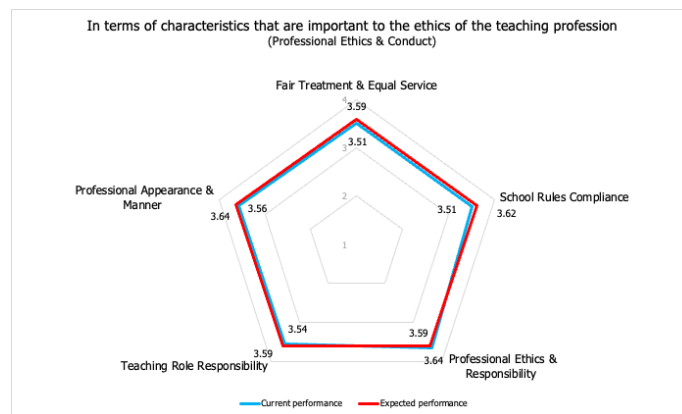 In terms of characteristics that are important to the ethics of the teaching profession
(Professional Ethics & Conduct)
Fair Treatment & Equal Service
4
3.59
3.51
3
Professional Appearance &
Manner
3.64
3.56
2
3.51
School Rules Compliance
3.62
1
3.54
3.59
Teaching Role Responsibility
3.59
3.64
Professional Ethics &
Responsibility
Current performance
Expected performance